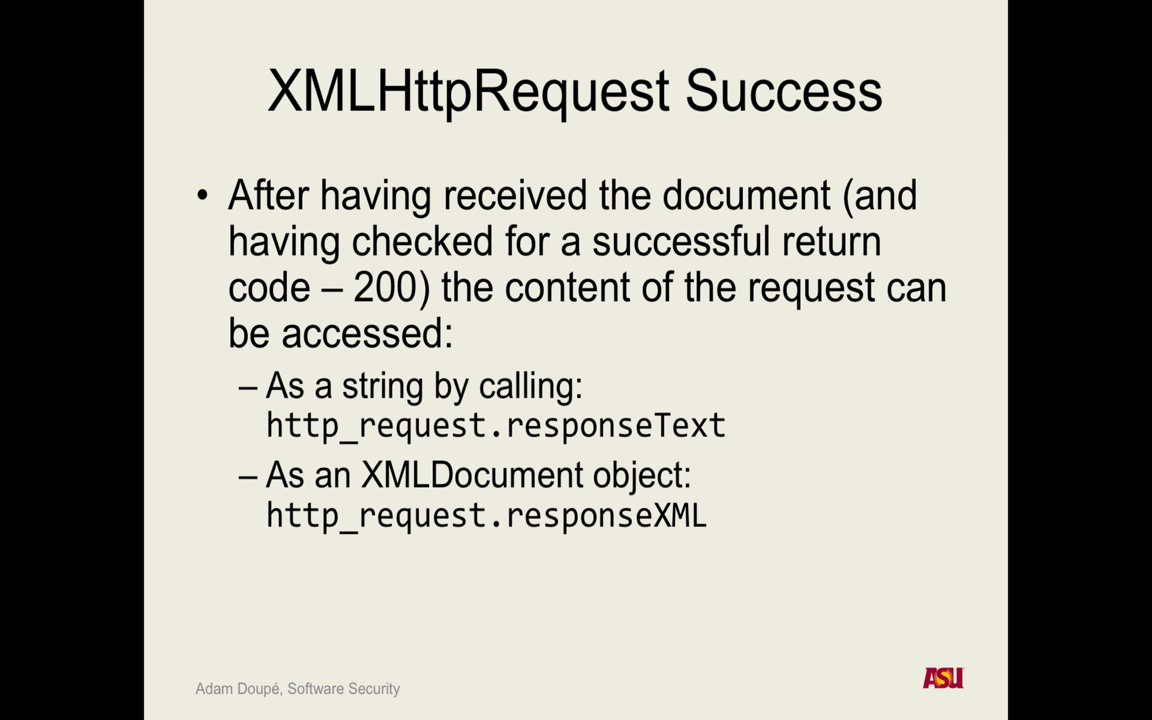 XMLHttpRequest Success
• After having received the document (and
having checked for a successful return
code – 200) the content of the request can
be accessed:
– As a string by calling:
http_request.responseText
– As an XMLDocument object:
http_request.responseXML
Adam Doupé, Software Security
ASU